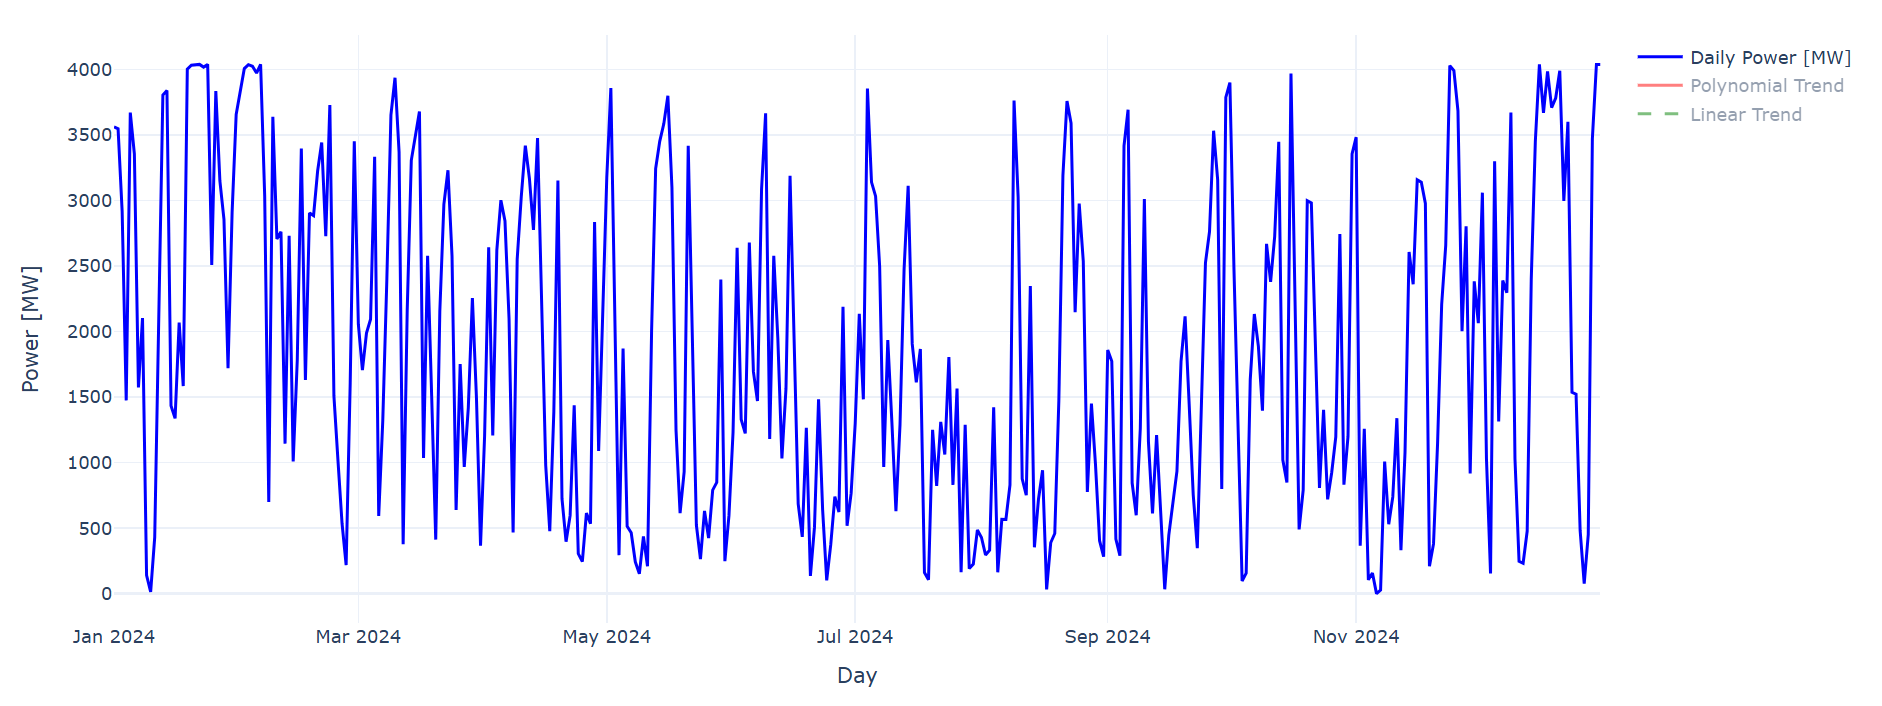 Daily Power [MW]
Polynomial Trend
Linear Trend
Power [MW]
4000
3500
3000
2500
2000
1500
1000
500
0
Jan 2024
Mar 2024
May 2024
Jul 2024
Sep 2024
Nov 2024
Day